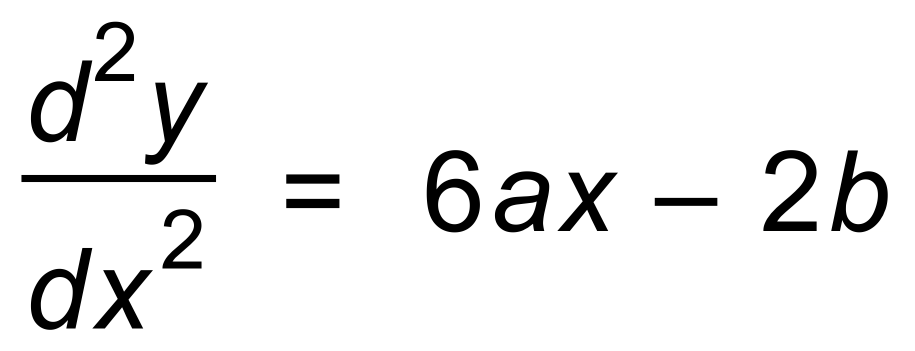 d²y/dx² = 6ax – 2b